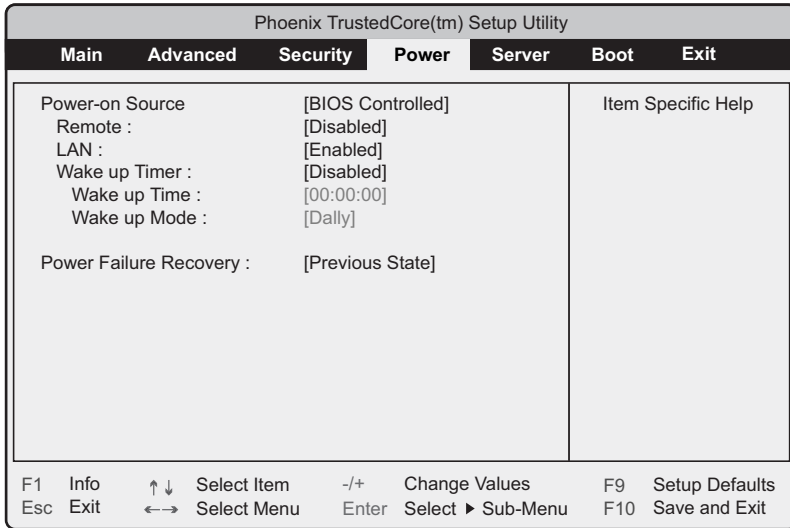 Phoenix TrustedCore(tm) Setup Utility
Main Advanced Security Power Server Boot Exit
Power-on Source [BIOS Controlled] Item Specific Help
Remote : [Disabled]
LAN : [Enabled]
Wake up Timer : [Disabled]
Wake up Time : [00:00:00]
Wake up Mode : [Dally]
Power Failure Recovery : [Previous State]
F1 Info ↑ ↓ Select Item -/+ Change Values F9 Setup Defaults
Esc Exit ←→ Select Menu Enter Select ▶ Sub-Menu F10 Save and Exit